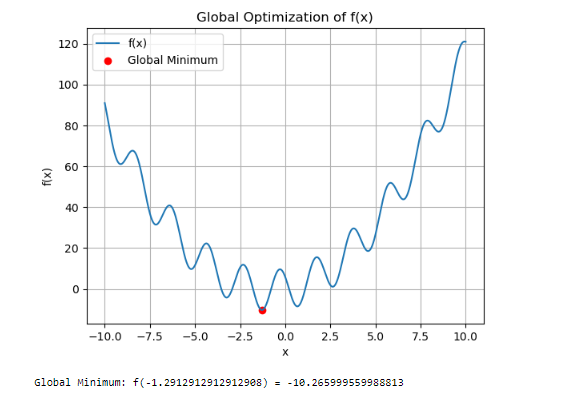 Global Optimization of f(x)
f(x)
Global Minimum
120
100
80
60
40
20
0
f(x)
−10.0 −7.5 −5.0 −2.5 0.0 2.5 5.0 7.5 10.0
x
Global Minimum: f(-1.2912912912912908) = -10.265999559988813